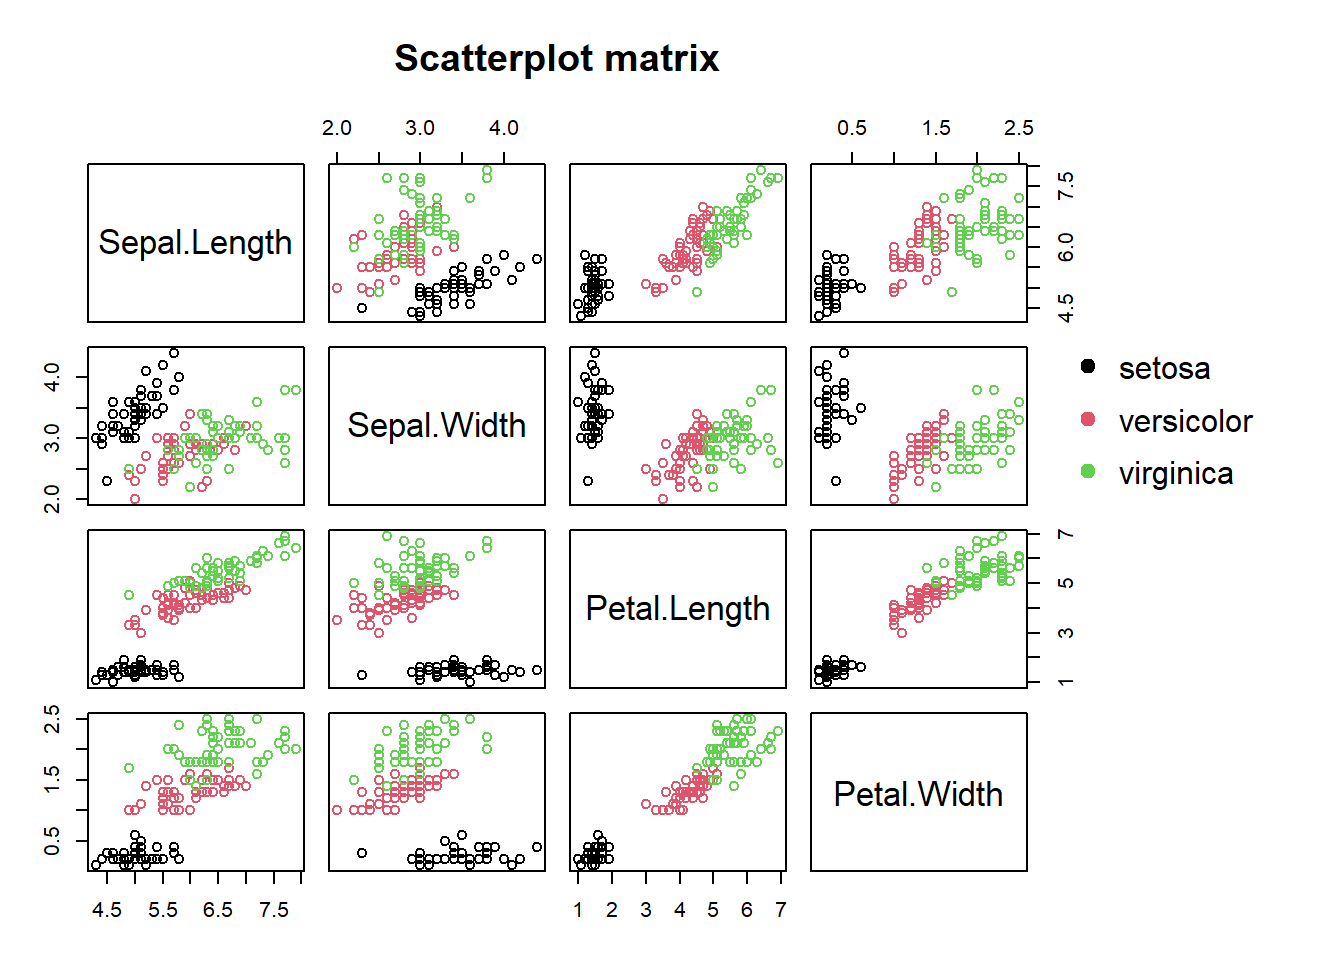 Scatterplot matrix
2.0 3.0 4.0
0.5 1.5 2.5
Sepal.Length
4.5 6.0 7.5
2.0 3.0 4.0
Sepal.Width
setosa
versicolor
virginica
Petal.Length
1 3 5 7
0.5 1.5 2.5
Petal.Width
4.5 5.5 6.5 7.5
1 2 3 4 5 6 7